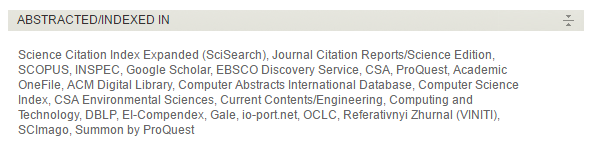 ABSTRACTED/INDEXED IN
Science Citation Index Expanded (SciSearch), Journal Citation Reports/Science Edition,
SCOPUS, INSPEC, Google Scholar, EBSCO Discovery Service, CSA, ProQuest, Academic
OneFile, ACM Digital Library, Computer Abstracts International Database, Computer Science
Index, CSA Environmental Sciences, Current Contents/Engineering, Computing and
Technology, DBLP, EI-Compendex, Gale, io-port.net, OCLC, Referativnyi Zhurnal (VINITI),
SCImago, Summon by ProQuest